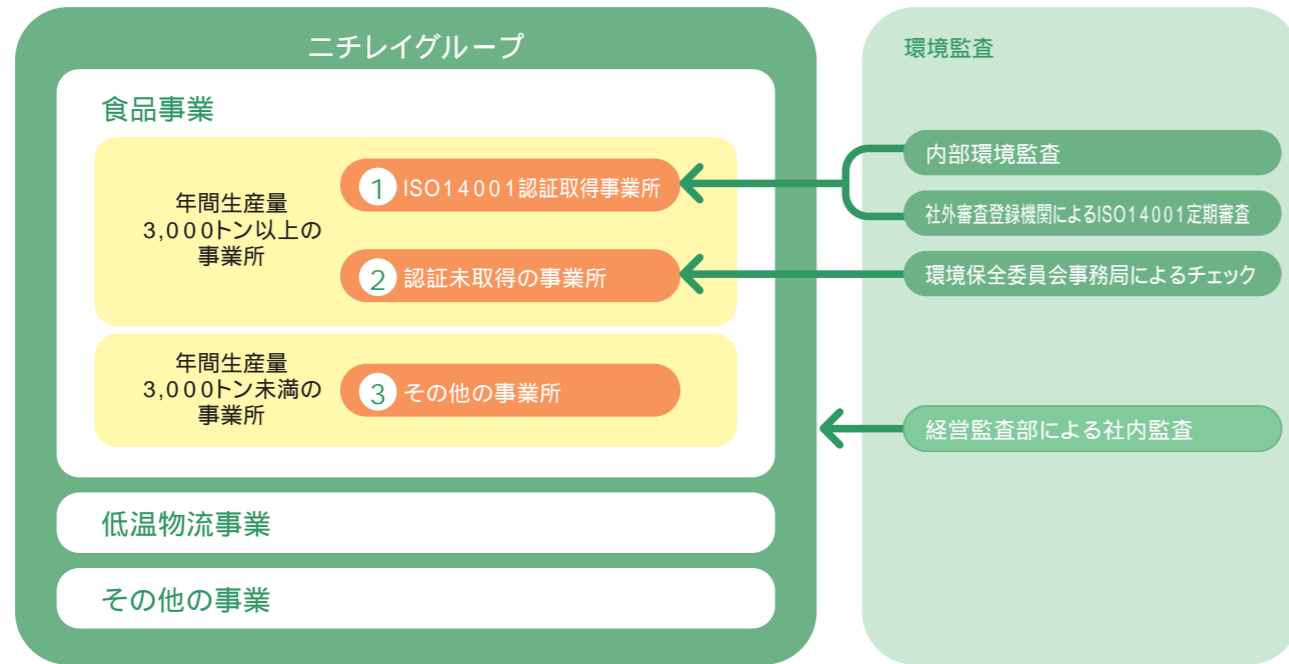 ニチレイグループ
食品事業
年間生産量
3,000トン以上の
事業所
1 ISO14001認証取得事業所
2 認証未取得の事業所
年間生産量
3,000トン未満の
事業所
3 その他の事業所
低温物流事業
その他の事業
環境監査
内部環境監査
社外審査登録機関によるISO14001定期審査
環境保全委員会事務局によるチェック
経営監査部による社内監査